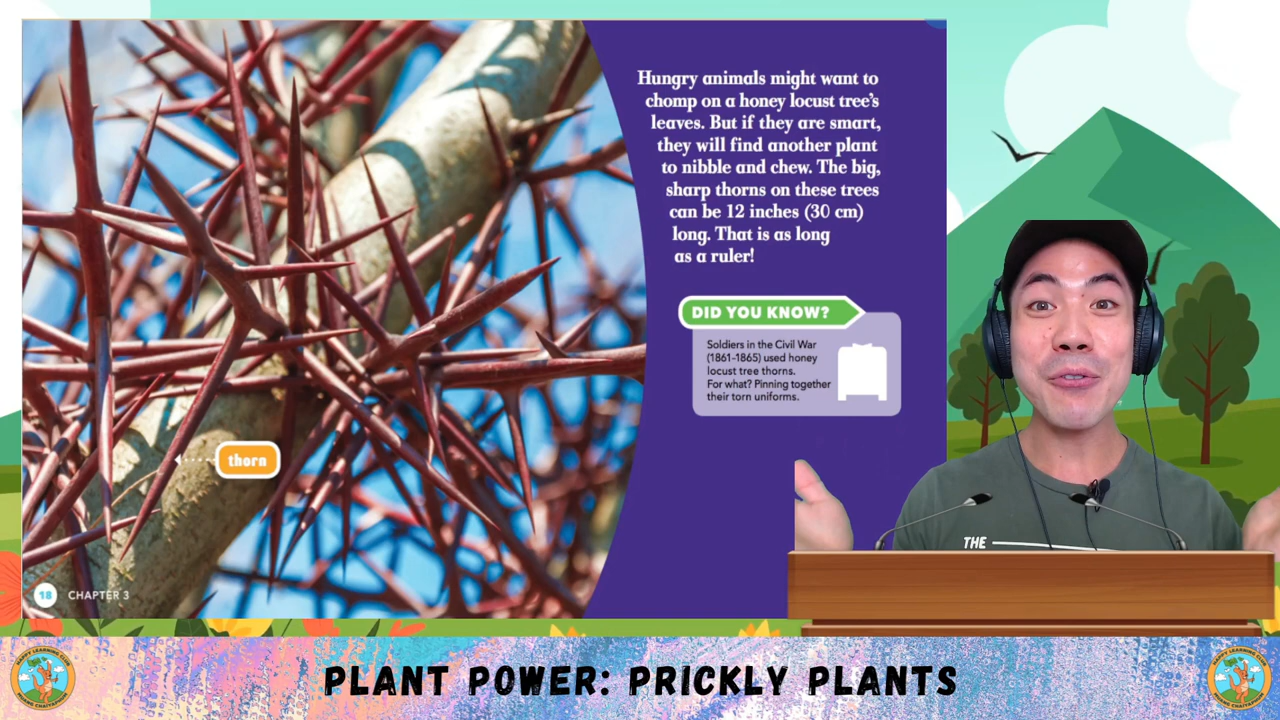 Hungry animals might want to
chomp on a honey locust tree's
leaves. But if they are smart,
they will find another plant
to nibble and chew. The big,
sharp thorns on these trees
can be 12 inches (30 cm)
long. That is as long
as a ruler!
DID YOU KNOW?
Soldiers in the Civil War
(1861-1865) used honey
locust tree thorns.
For what? Pinning together
their torn uniforms.
thorn
18 CHAPTER 3
THE
PLANT POWER: PRICKLY PLANTS
HAPPY LEARNING CLUB